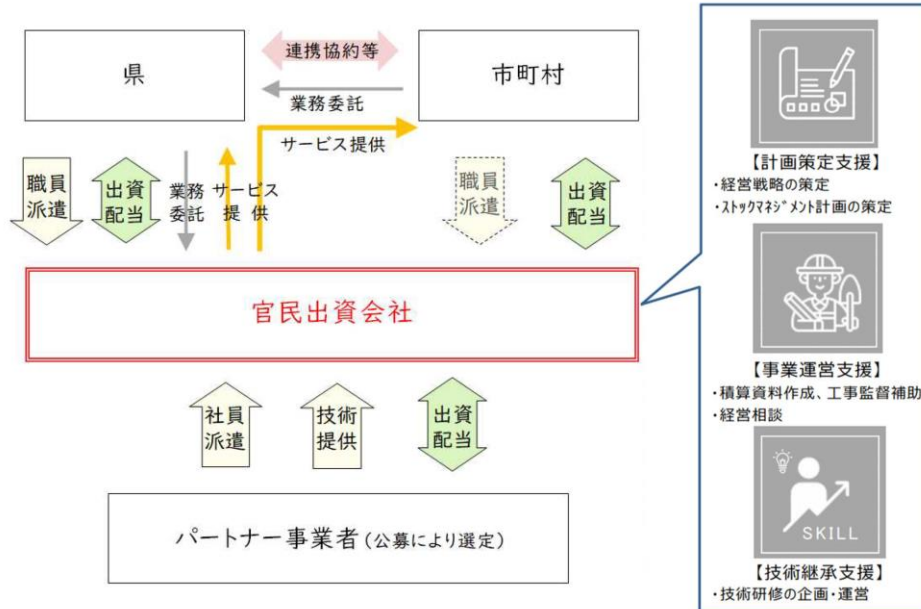 県
連携協約等
市町村
業務委託
サービス提供
職員
派遣
出資
配当
業務
委託
サービス
提供
職員
派遣
出資
配当
官民出資会社
社員
派遣
技術
提供
出資
配当
パートナー事業者(公募により選定)
【計画策定支援】
・経営戦略の策定
・ストックマネジメント計画の策定
【事業運営支援】
・積算資料作成、工事監督補助
・経営相談
SKILL
【技術継承支援】
・技術研修の企画・運営